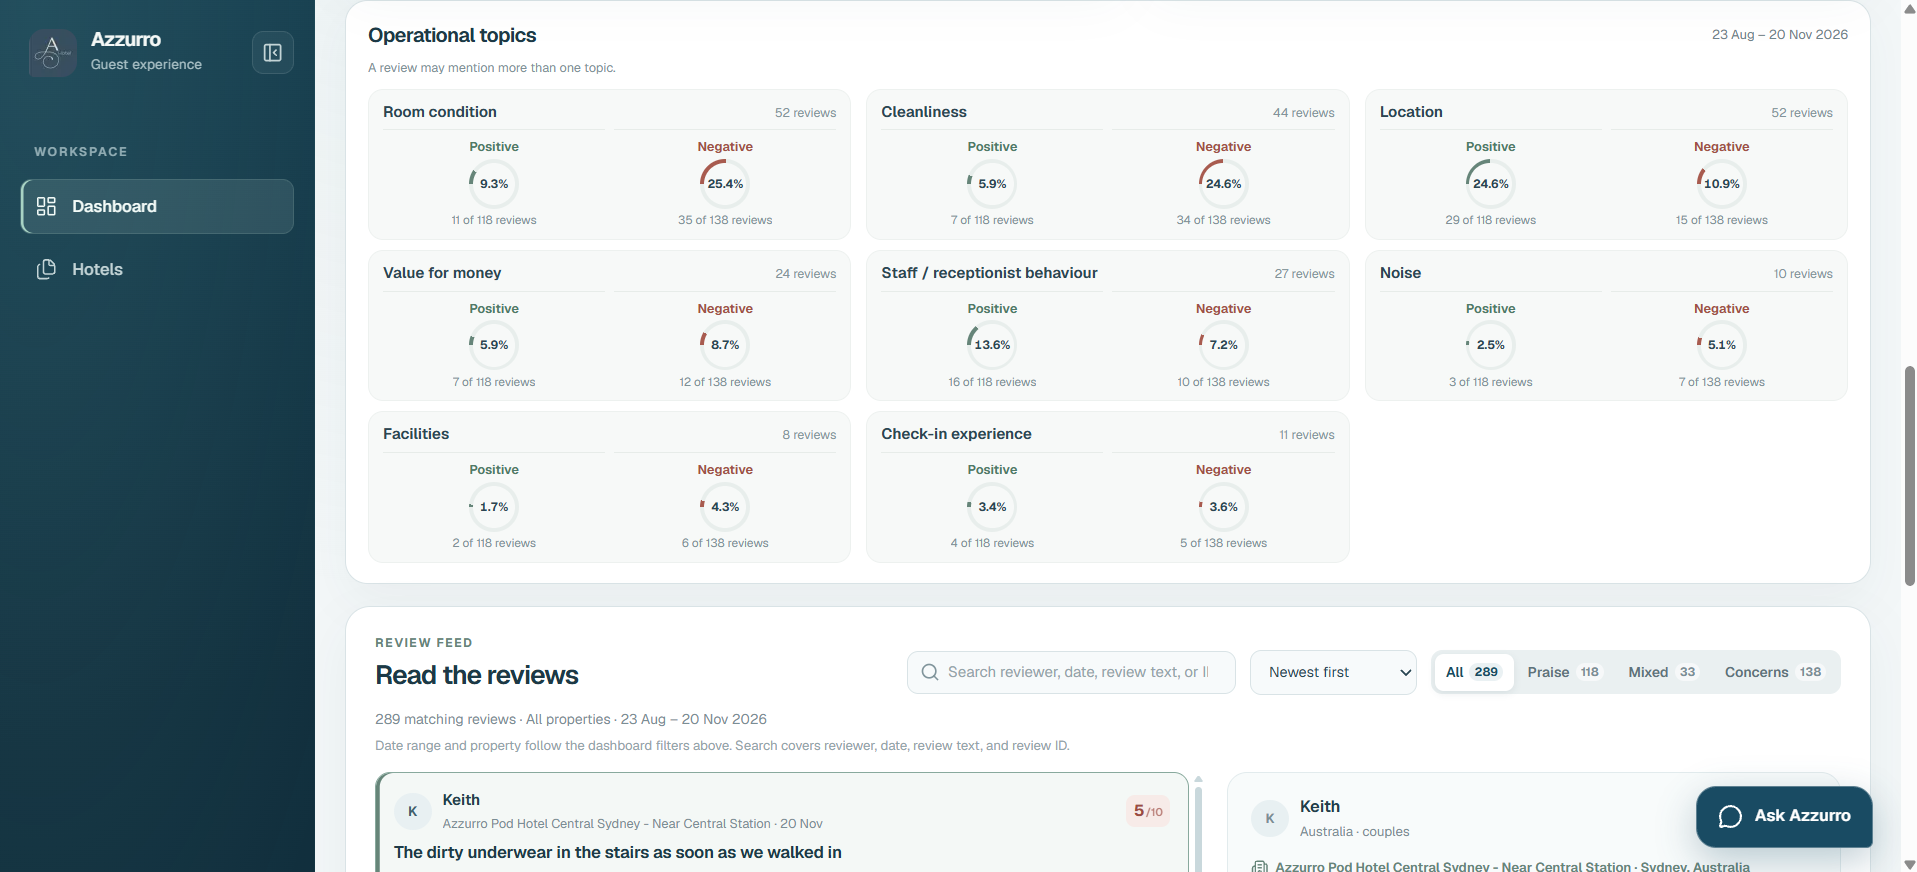 Azzurro
Guest experience
WORKSPACE
Dashboard
Hotels
Operational topics
23 Aug – 20 Nov 2026
A review may mention more than one topic.
Room condition
52 reviews
Positive
Negative
9.3%
25.4%
11 of 118 reviews
35 of 138 reviews
Cleanliness
44 reviews
Positive
Negative
5.9%
24.6%
7 of 118 reviews
34 of 138 reviews
Location
52 reviews
Positive
Negative
24.6%
10.9%
29 of 118 reviews
15 of 138 reviews
Value for money
24 reviews
Positive
Negative
5.9%
8.7%
7 of 118 reviews
12 of 138 reviews
Staff / receptionist behaviour
27 reviews
Positive
Negative
13.6%
7.2%
16 of 118 reviews
10 of 138 reviews
Noise
10 reviews
Positive
Negative
2.5%
5.1%
3 of 118 reviews
7 of 138 reviews
Facilities
8 reviews
Positive
Negative
1.7%
4.3%
2 of 118 reviews
6 of 138 reviews
Check-in experience
11 reviews
Positive
Negative
3.4%
3.6%
4 of 118 reviews
5 of 138 reviews
REVIEW FEED
Read the reviews
Search reviewer, date, review text, or I
Newest first
All 289
Praise 118
Mixed 33
Concerns 138
289 matching reviews · All properties · 23 Aug – 20 Nov 2026
Date range and property follow the dashboard filters above. Search covers reviewer, date, review text, and review ID.
K
Keith
Azzurro Pod Hotel Central Sydney - Near Central Station · 20 Nov
5/10
The dirty underwear in the stairs as soon as we walked in
K
Keith
Australia · couples
Azzurro Pod Hotel Central Sydney - Near Central Station · Sydney, Australia
Ask Azzurro